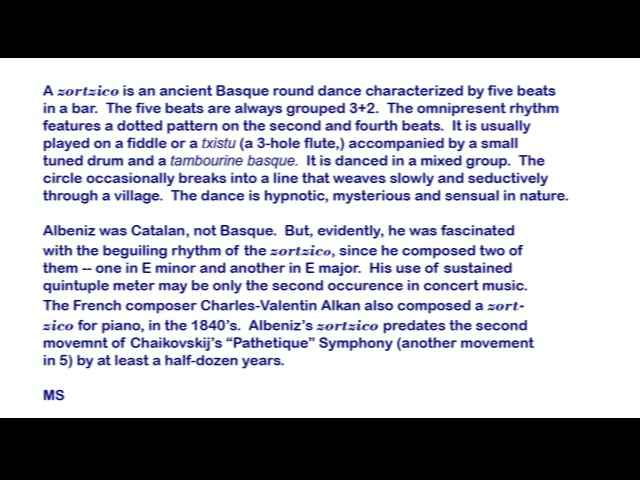 A zortzico is an ancient Basque round dance characterized by five beats
in a bar.  The five beats are always grouped 3+2.  The omnipresent rhythm
features a dotted pattern on the second and fourth beats.  It is usually
played on a fiddle or a txistu (a 3-hole flute,) accompanied by a small
tuned drum and a tambourine basque.  It is danced in a mixed group.  The
circle occasionally breaks into a line that weaves slowly and seductively
through a village.  The dance is hypnotic, mysterious and sensual in nature.
Albeniz was Catalan, not Basque.  But, evidently, he was fascinated
with the beguiling rhythm of the zortzico, since he composed two of
them -- one in E minor and another in E major.  His use of sustained
quintuple meter may be only the second occurence in concert music.
The French composer Charles-Valentin Alkan also composed a zort-
zico for piano, in the 1840's.  Albeniz's zortzico predates the second
movemnt of Chaikovskij's “Pathetique” Symphony (another movement
in 5) by at least a half-dozen years.
MS